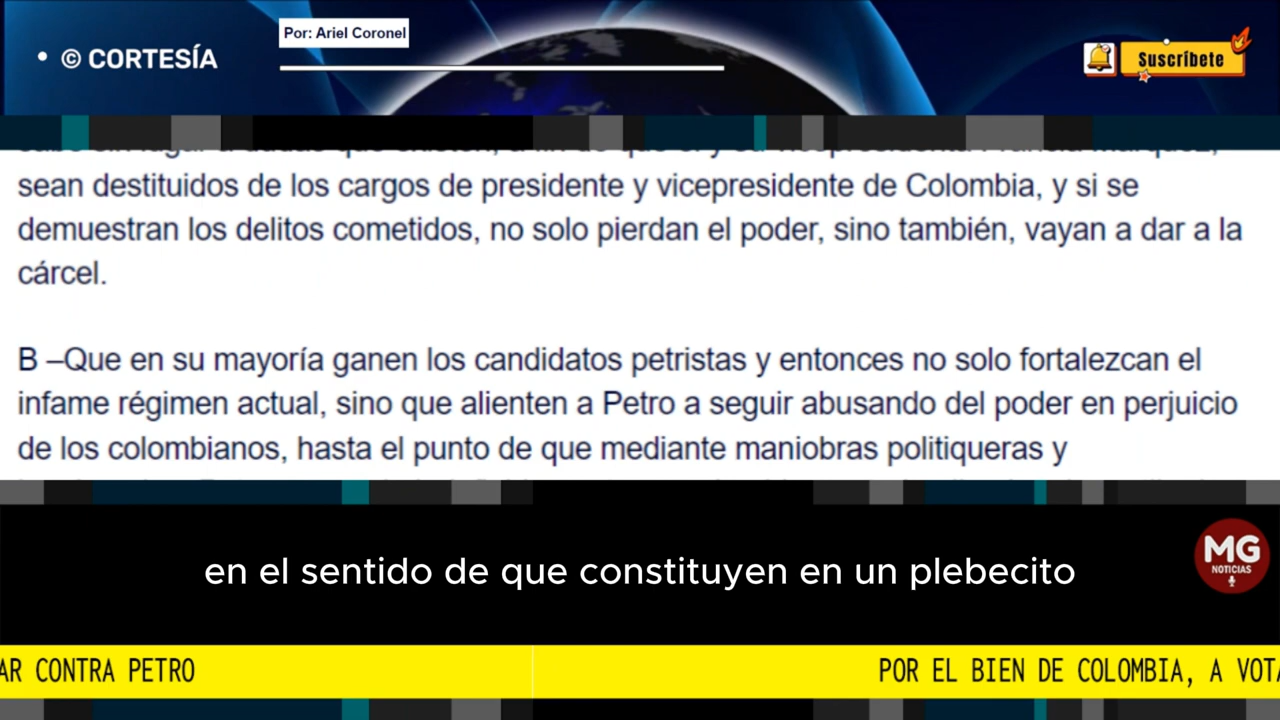 Por: Ariel Coronel
• © CORTESÍA
Suscríbete
sean destituidos de los cargos de presidente y vicepresidente de Colombia, y si se
demuestran los delitos cometidos, no solo pierdan el poder, sino también, vayan a dar a la
cárcel.
B –Que en su mayoría ganen los candidatos petristas y entonces no solo fortalezcan el
infame régimen actual, sino que alienten a Petro a seguir abusando del poder en perjuicio
de los colombianos, hasta el punto de que mediante maniobras politiqueras y
en el sentido de que constituyen en un plebecito
MG
NOTICIAS
AR CONTRA PETRO
POR EL BIEN DE COLOMBIA, A VOTA